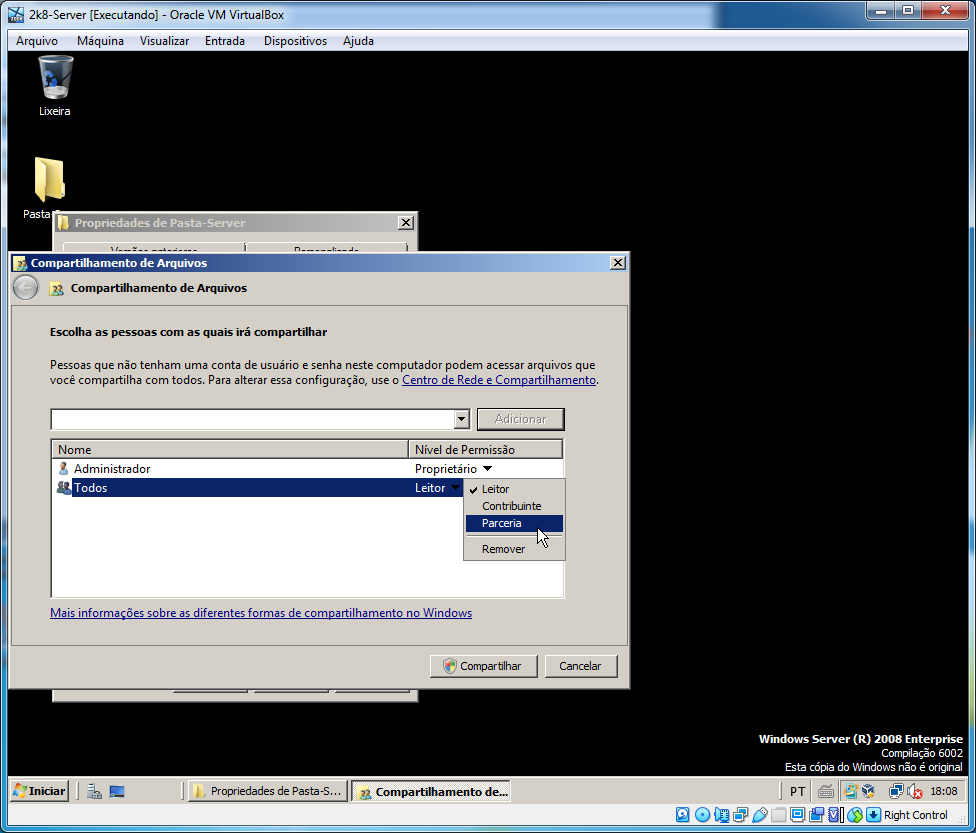 2k8-Server [Executando] - Oracle VM VirtualBox
Arquivo Máquina Visualizar Entrada Dispositivos Ajuda
Lixeira
Pasta-
Propriedades de Pasta-Server
Versões anteriores Personalizado
Compartilhamento de Arquivos
Compartilhamento de Arquivos
Escolha as pessoas com as quais irá compartilhar
Pessoas que não tenham uma conta de usuário e senha neste computador podem acessar arquivos que
você compartilha com todos. Para alterar essa configuração, use o Centro de Rede e Compartilhamento.
Adicionar
Nome Nível de Permissão
Administrador Proprietário
Todos Leitor
Leitor
Contribuinte
Parceria
Remover
Mais informações sobre as diferentes formas de compartilhamento no Windows
Compartilhar Cancelar
Windows Server (R) 2008 Enterprise
Compilação 6002
Esta cópia do Windows não é original
Iniciar Propriedades de Pasta-S... Compartilhamento de... PT 18:08
Right Control